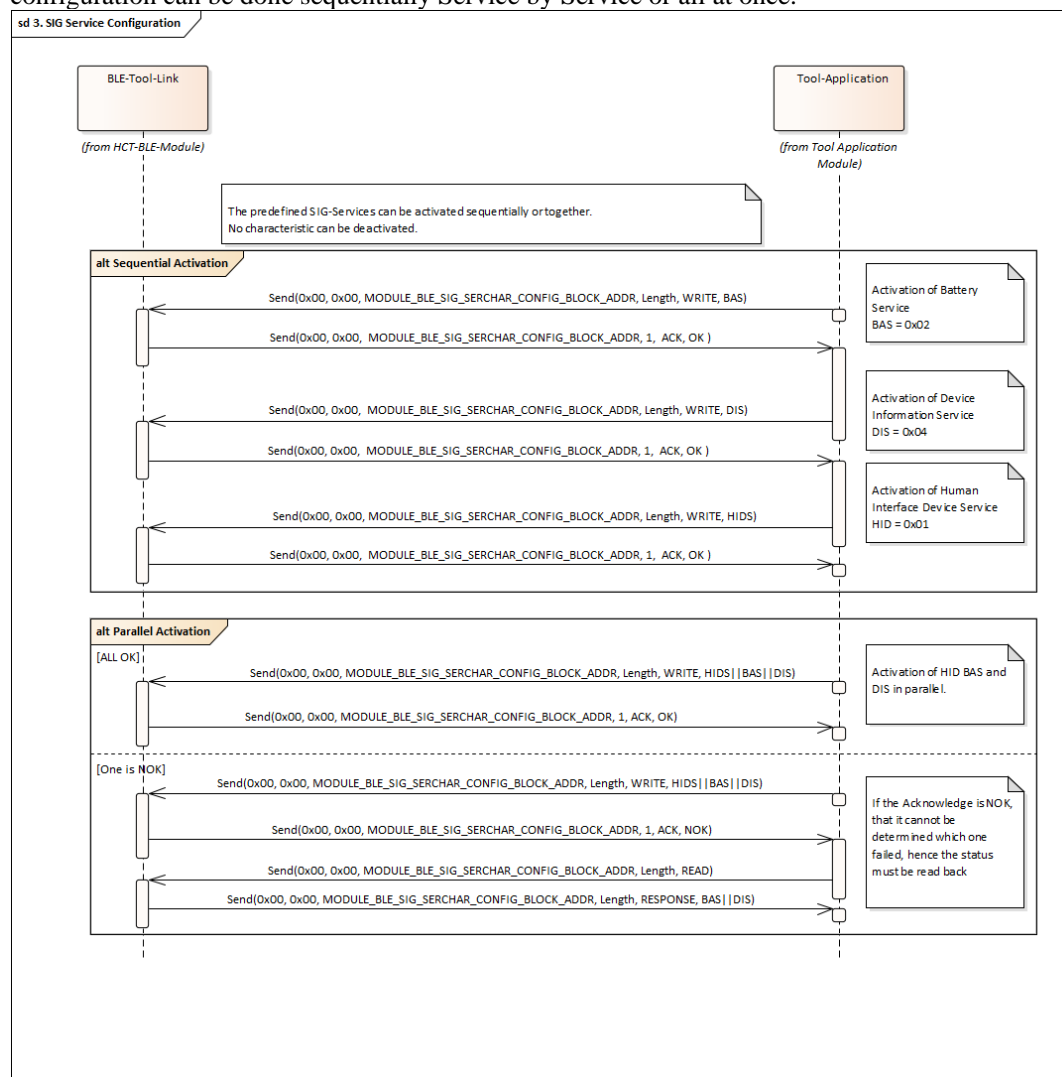 configuration can be done sequentially Service by Service or all at once.
sd 3. SIG Service Configuration
BLE-Tool-Link
Tool-Application
(from HCT-BLE-Module)
(from Tool Application
Module)
The predefined SIG-Services can be activated sequentially or together.
No characteristic can be deactivated.
alt Sequential Activation
Send(0x00, 0x00, MODULE_BLE_SIG_SERCHAR_CONFIG_BLOCK_ADDR, Length, WRITE, BAS)
Activation of Battery
Service
BAS = 0x02
Send(0x00, 0x00,  MODULE_BLE_SIG_SERCHAR_CONFIG_BLOCK_ADDR, 1,  ACK, OK )
Send(0x00, 0x00,  MODULE_BLE_SIG_SERCHAR_CONFIG_BLOCK_ADDR, Length, WRITE, DIS)
Activation of Device
Information Service
DIS = 0x04
Send(0x00, 0x00,  MODULE_BLE_SIG_SERCHAR_CONFIG_BLOCK_ADDR, 1,  ACK, OK )
Activation of Human
Interface Device Service
HID = 0x01
Send(0x00, 0x00, MODULE_BLE_SIG_SERCHAR_CONFIG_BLOCK_ADDR, Length, WRITE, HIDS)
Send(0x00, 0x00, MODULE_BLE_SIG_SERCHAR_CONFIG_BLOCK_ADDR, 1,  ACK, OK )
alt Parallel Activation
[ALL OK]
Send(0x00, 0x00, MODULE_BLE_SIG_SERCHAR_CONFIG_BLOCK_ADDR, Length, WRITE, HIDS||BAS||DIS)
Activation of HID BAS and
DIS in parallel.
Send(0x00, 0x00, MODULE_BLE_SIG_SERCHAR_CONFIG_BLOCK_ADDR, 1, ACK, OK)
[One is NOK]
Send(0x00, 0x00, MODULE_BLE_SIG_SERCHAR_CONFIG_BLOCK_ADDR, Length, WRITE, HIDS||BAS||DIS)
If the Acknowledge is NOK,
that it cannot be
determined which one
failed, hence the status
must be read back
Send(0x00, 0x00, MODULE_BLE_SIG_SERCHAR_CONFIG_BLOCK_ADDR, 1, ACK, NOK)
Send(0x00, 0x00, MODULE_BLE_SIG_SERCHAR_CONFIG_BLOCK_ADDR, Length, READ)
Send(0x00, 0x00, MODULE_BLE_SIG_SERCHAR_CONFIG_BLOCK_ADDR, Length, RESPONSE, BAS||DIS)